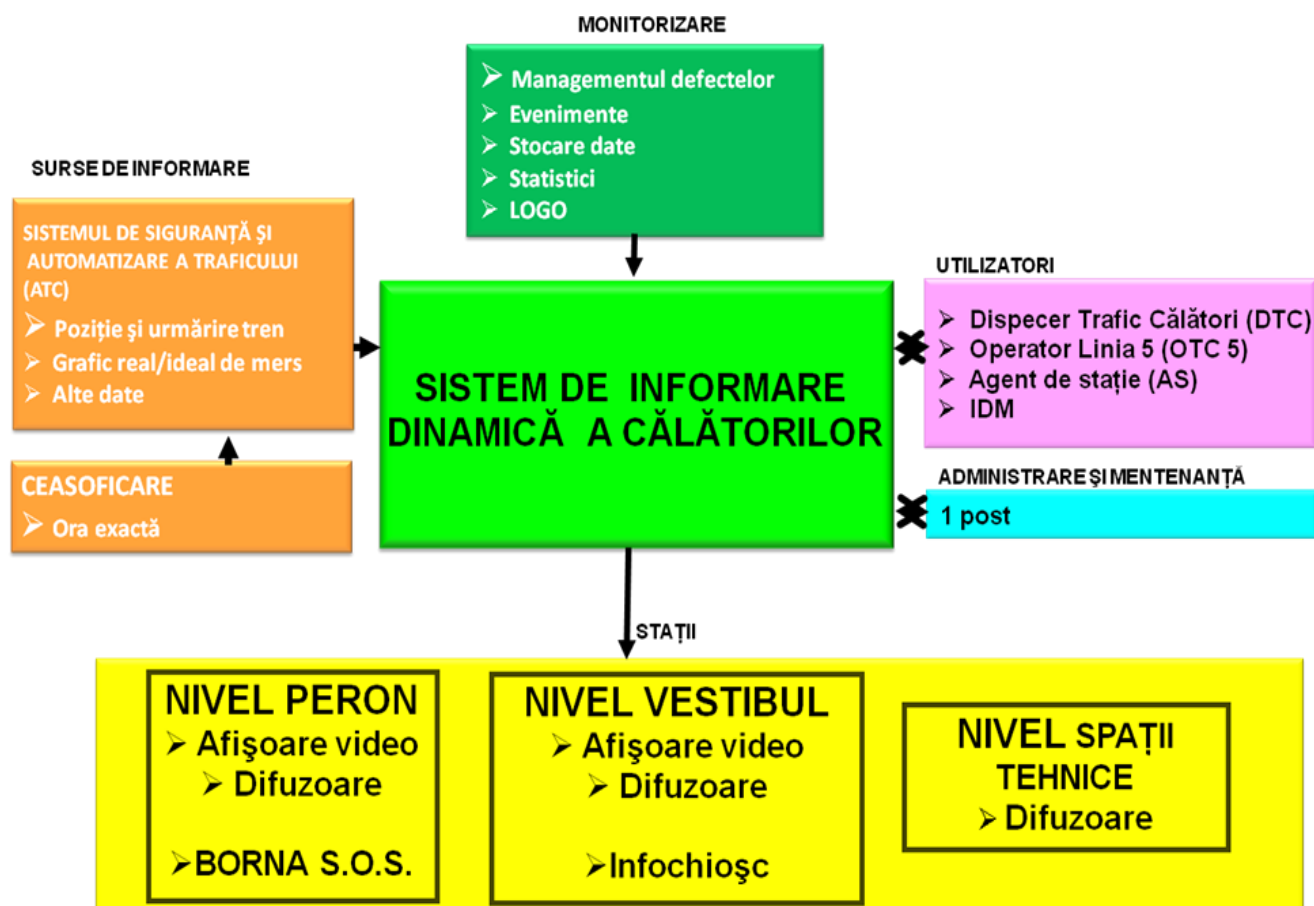 MONITORIZARE
➤ Managementul defectelor
➤ Evenimente
➤ Stocare date
➤ Statistici
➤ LOGO
SURSE DE INFORMARE
SISTEMUL DE SIGURANȚĂ ŞI
AUTOMATIZARE A TRAFICULUI
(ATC)
➤ Poziție și urmărire tren
➤ Grafic real/ideal de mers
➤ Alte date
CEASOFICARE
➤ Ora exactă
SISTEM DE INFORMARE
DINAMICĂ A CĂLĂTORILOR
UTILIZATORI
➤ Dispecer Trafic Călători (DTC)
➤ Operator Linia 5 (OTC 5)
➤ Agent de stație (AS)
➤ IDM
ADMINISTRARE ŞI MENTENANȚĂ
1 post
STAȚII
NIVEL PERON
➤ Afişoare video
➤ Difuzoare
➤ BORNA S.O.S.
NIVEL VESTIBUL
➤ Afişoare video
➤ Difuzoare
➤ Infochioşc
NIVEL SPAȚII
TEHNICE
➤ Difuzoare